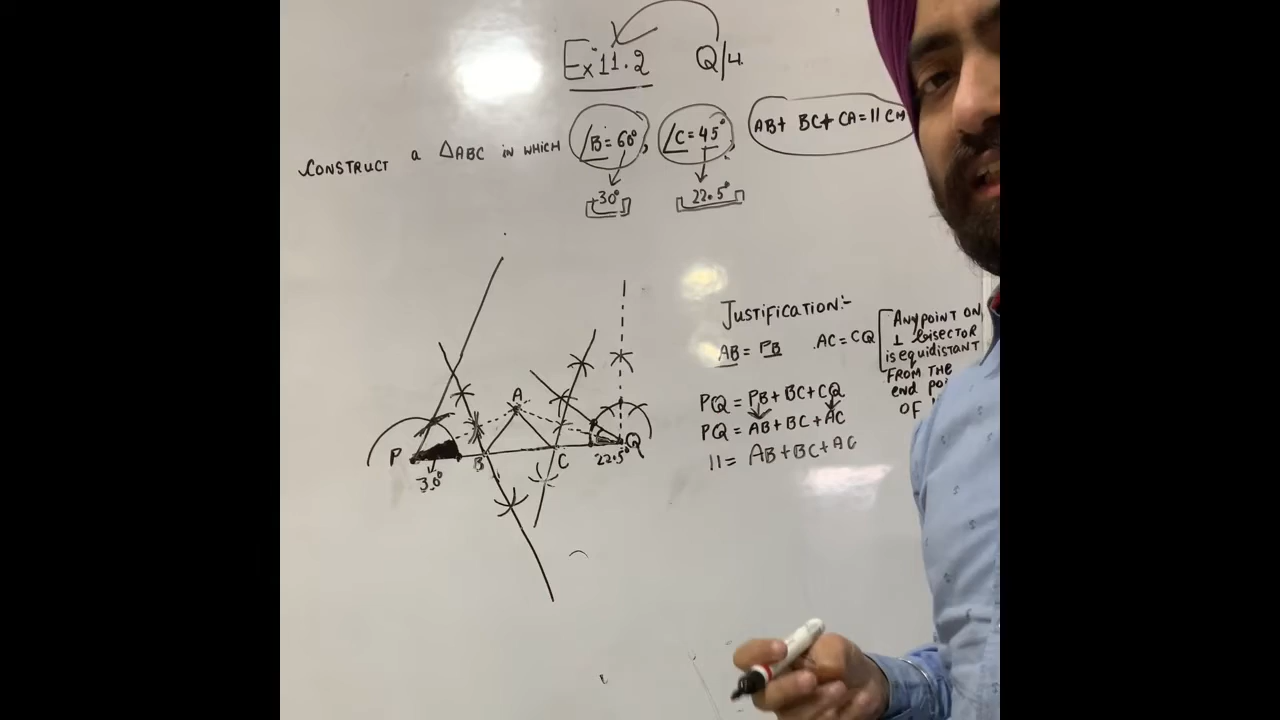 Ex 11.2 Q/4.
CONSTRUCT a △ABC in which ∠B = 60°, ∠C = 45°, AB+ BC+ CA = 11 CM
30° 22.5°
JUSTIFICATION:-
AB = PB AC = CQ
ANY POINT ON
⊥ bisector
is equidistant
FROM THE
end
OF
PQ = PB + BC + CQ
PQ = AB + BC + AC
11 = AB + BC + AC
A
P B C Q
30° 22.5°